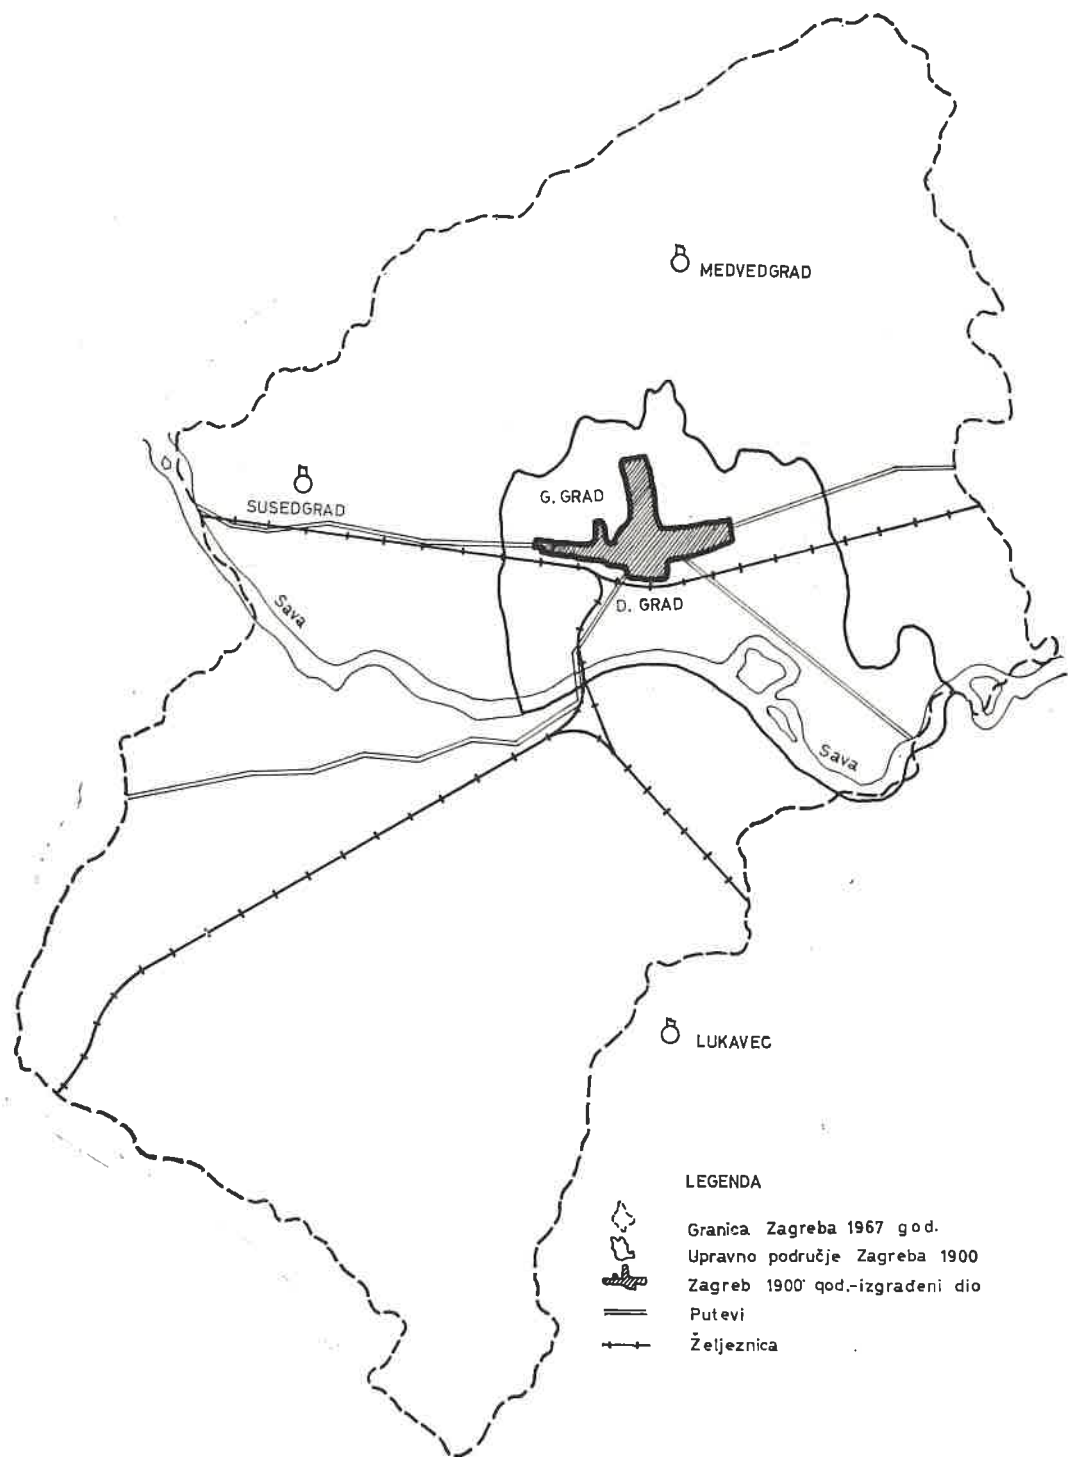 MEDVEDGRAD
G. GRAD
SUSEDGRAD
D. GRAD
Sava
Sava
LUKAVEC
LEGENDA
Granica Zagreba 1967 god.
Upravno područje Zagreba 1900
Zagreb 1900 god.-izgrađeni dio
Putevi
Željeznica